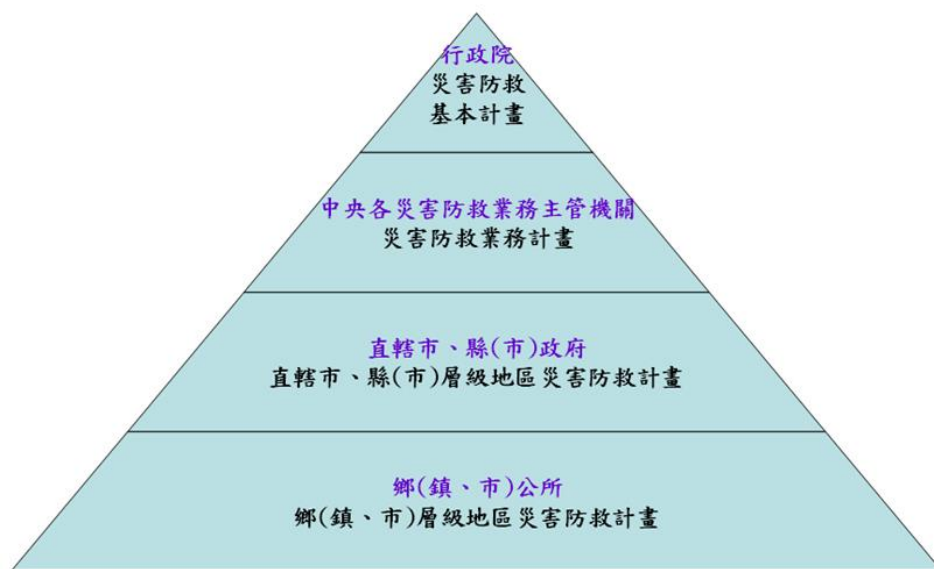 行政院
災害防救
基本計畫
中央各災害防救業務主管機關
災害防救業務計畫
直轄市、縣(市)政府
直轄市、縣(市)層級地區災害防救計畫
鄉(鎮、市)公所
鄉(鎮、市)層級地區災害防救計畫